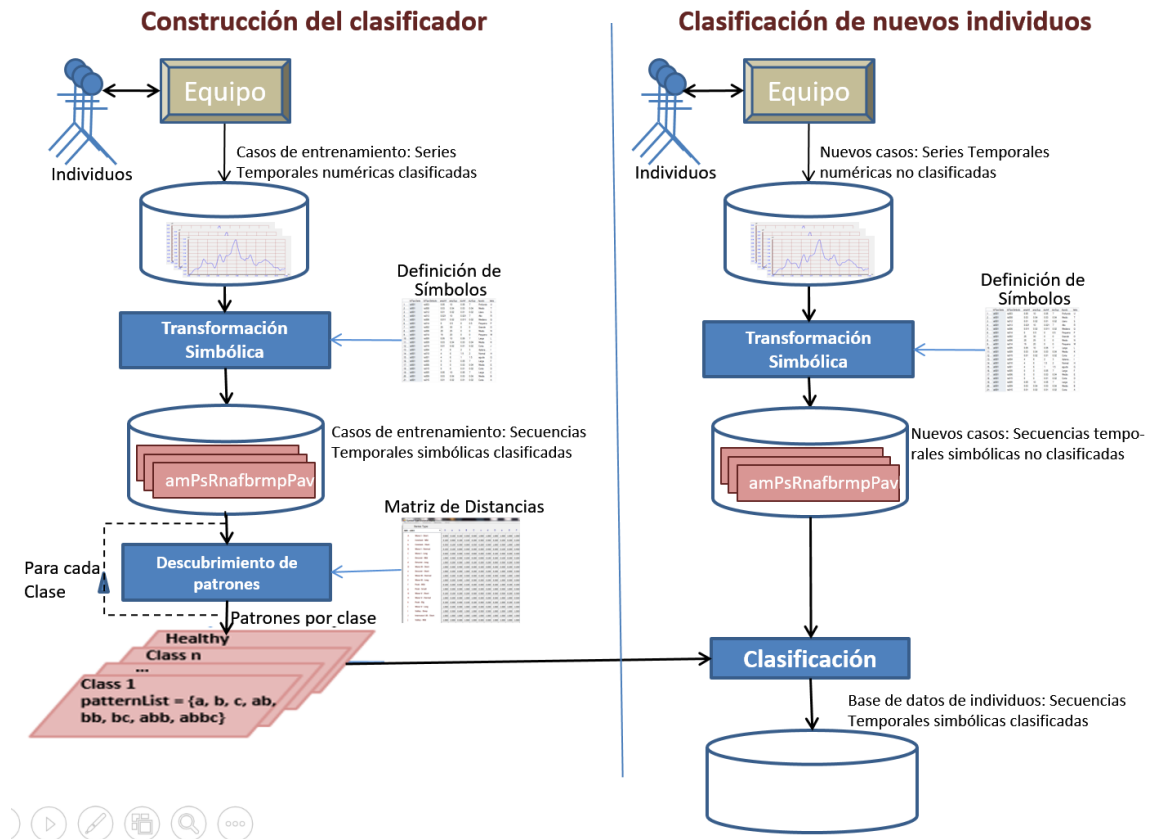 Construcción del clasificador
Equipo
Individuos
Casos de entrenamiento: Series
Temporales numéricas clasificadas
Definición de
Símbolos
Transformación
Simbólica
Casos de entrenamiento: Secuencias
Temporales simbólicas clasificadas
amPsRnafbrmpPav
Matriz de Distancias
Para cada
Clase
Descubrimiento de
patrones
Patrones por clase
Healthy
Class n
...
Class 1
patternList = {a, b, c, ab,
bb, bc, abb, abbc}
Clasificación de nuevos individuos
Equipo
Individuos
Nuevos casos: Series Temporales
numéricas no clasificadas
Definición de
Símbolos
Transformación
Simbólica
Nuevos casos: Secuencias tempo-
rales simbólicas no clasificadas
amPsRnafbrmpPav
Clasificación
Base de datos de individuos: Secuencias
Temporales simbólicas clasificadas